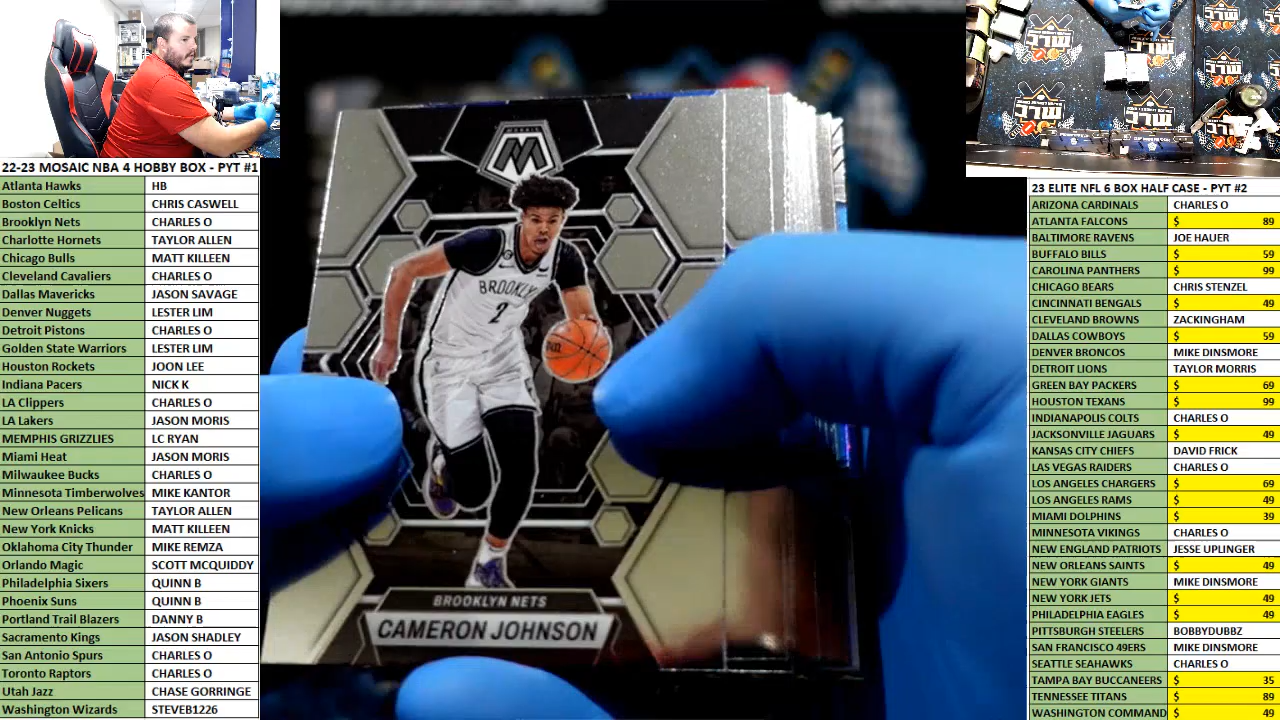 22-23 MOSAIC NBA 4 HOBBY BOX - PYT #1
Atlanta Hawks HB
Boston Celtics CHRIS CASWELL
Brooklyn Nets CHARLES O
Charlotte Hornets TAYLOR ALLEN
Chicago Bulls MATT KILLEEN
Cleveland Cavaliers CHARLES O
Dallas Mavericks JASON SAVAGE
Denver Nuggets LESTER LIM
Detroit Pistons CHARLES O
Golden State Warriors LESTER LIM
Houston Rockets JOON LEE
Indiana Pacers NICK K
LA Clippers CHARLES O
LA Lakers JASON MORIS
MEMPHIS GRIZZLIES LC RYAN
Miami Heat JASON MORIS
Milwaukee Bucks CHARLES O
Minnesota Timberwolves MIKE KANTOR
New Orleans Pelicans TAYLOR ALLEN
New York Knicks MATT KILLEEN
Oklahoma City Thunder MIKE REMZA
Orlando Magic SCOTT MCQUIDDY
Philadelphia Sixers QUINN B
Phoenix Suns QUINN B
Portland Trail Blazers DANNY B
Sacramento Kings JASON SHADLEY
San Antonio Spurs CHARLES O
Toronto Raptors CHARLES O
Utah Jazz CHASE GORRINGE
Washington Wizards STEVEB1226
MOSAIC
BROOKLYN
2
BROOKLYN NETS
CAMERON JOHNSON
23 ELITE NFL 6 BOX HALF CASE - PYT #2
ARIZONA CARDINALS CHARLES O
ATLANTA FALCONS $ 89
BALTIMORE RAVENS JOE HAUER
BUFFALO BILLS $ 59
CAROLINA PANTHERS $ 99
CHICAGO BEARS CHRIS STENZEL
CINCINNATI BENGALS $ 49
CLEVELAND BROWNS ZACKINGHAM
DALLAS COWBOYS $ 59
DENVER BRONCOS MIKE DINSMORE
DETROIT LIONS TAYLOR MORRIS
GREEN BAY PACKERS $ 69
HOUSTON TEXANS $ 99
INDIANAPOLIS COLTS CHARLES O
JACKSONVILLE JAGUARS $ 49
KANSAS CITY CHIEFS DAVID FRICK
LAS VEGAS RAIDERS CHARLES O
LOS ANGELES CHARGERS $ 69
LOS ANGELES RAMS $ 49
MIAMI DOLPHINS $ 39
MINNESOTA VIKINGS CHARLES O
NEW ENGLAND PATRIOTS JESSE UPLINGER
NEW ORLEANS SAINTS $ 49
NEW YORK GIANTS MIKE DINSMORE
NEW YORK JETS $ 49
PHILADELPHIA EAGLES $ 49
PITTSBURGH STEELERS BOBBYDUBBZ
SAN FRANCISCO 49ERS MIKE DINSMORE
SEATTLE SEAHAWKS CHARLES O
TAMPA BAY BUCCANEERS $ 35
TENNESSEE TITANS $ 89
WASHINGTON COMMAND $ 49